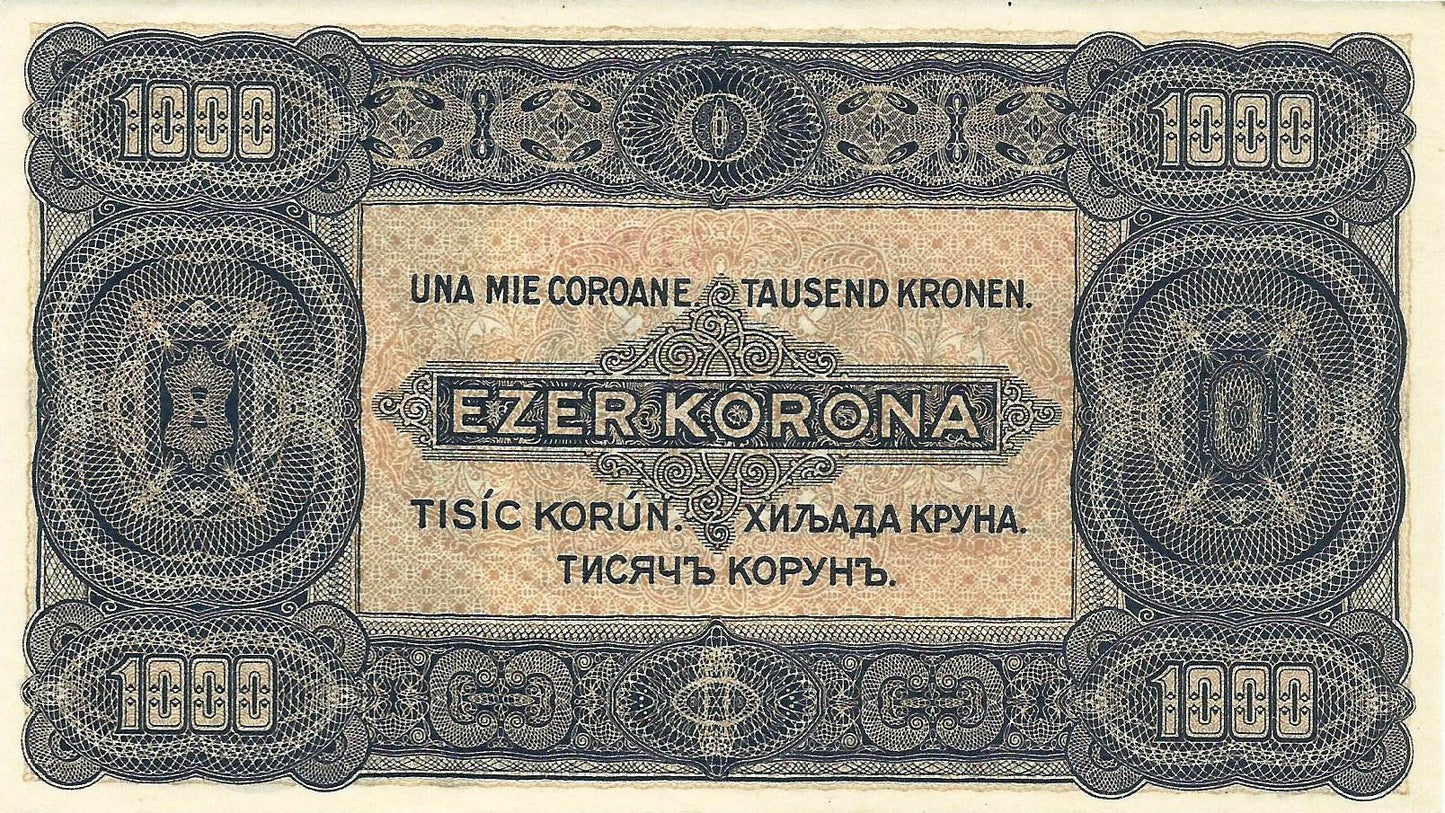 1000 1000
UNA MIE COROANE. TAUSEND KRONEN.
EZER KORONA
TISÍC KORÚN. ХИЉАДА КРУНА.
ТИСЯЧЪ КОРУНЪ.
1000 1000